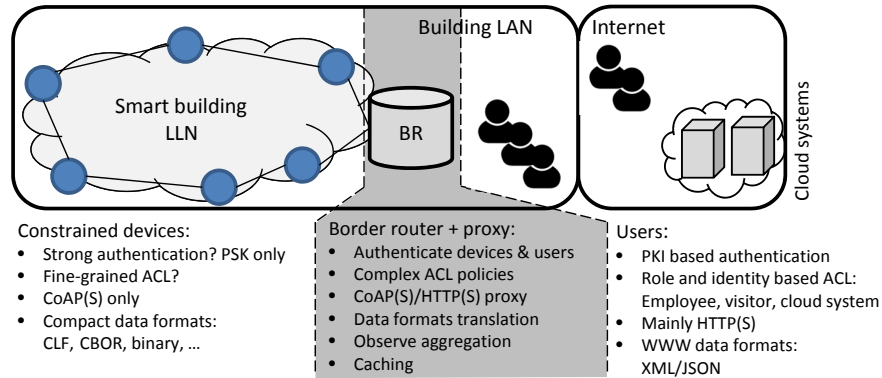 Building LAN
Internet
Smart building
LLN
BR
Cloud systems
Constrained devices:
• Strong authentication? PSK only
• Fine-grained ACL?
• CoAP(S) only
• Compact data formats:
CLF, CBOR, binary, ...
Border router + proxy:
• Authenticate devices & users
• Complex ACL policies
• CoAP(S)/HTTP(S) proxy
• Data formats translation
• Observe aggregation
• Caching
Users:
• PKI based authentication
• Role and identity based ACL:
Employee, visitor, cloud system
• Mainly HTTP(S)
• WWW data formats:
XML/JSON